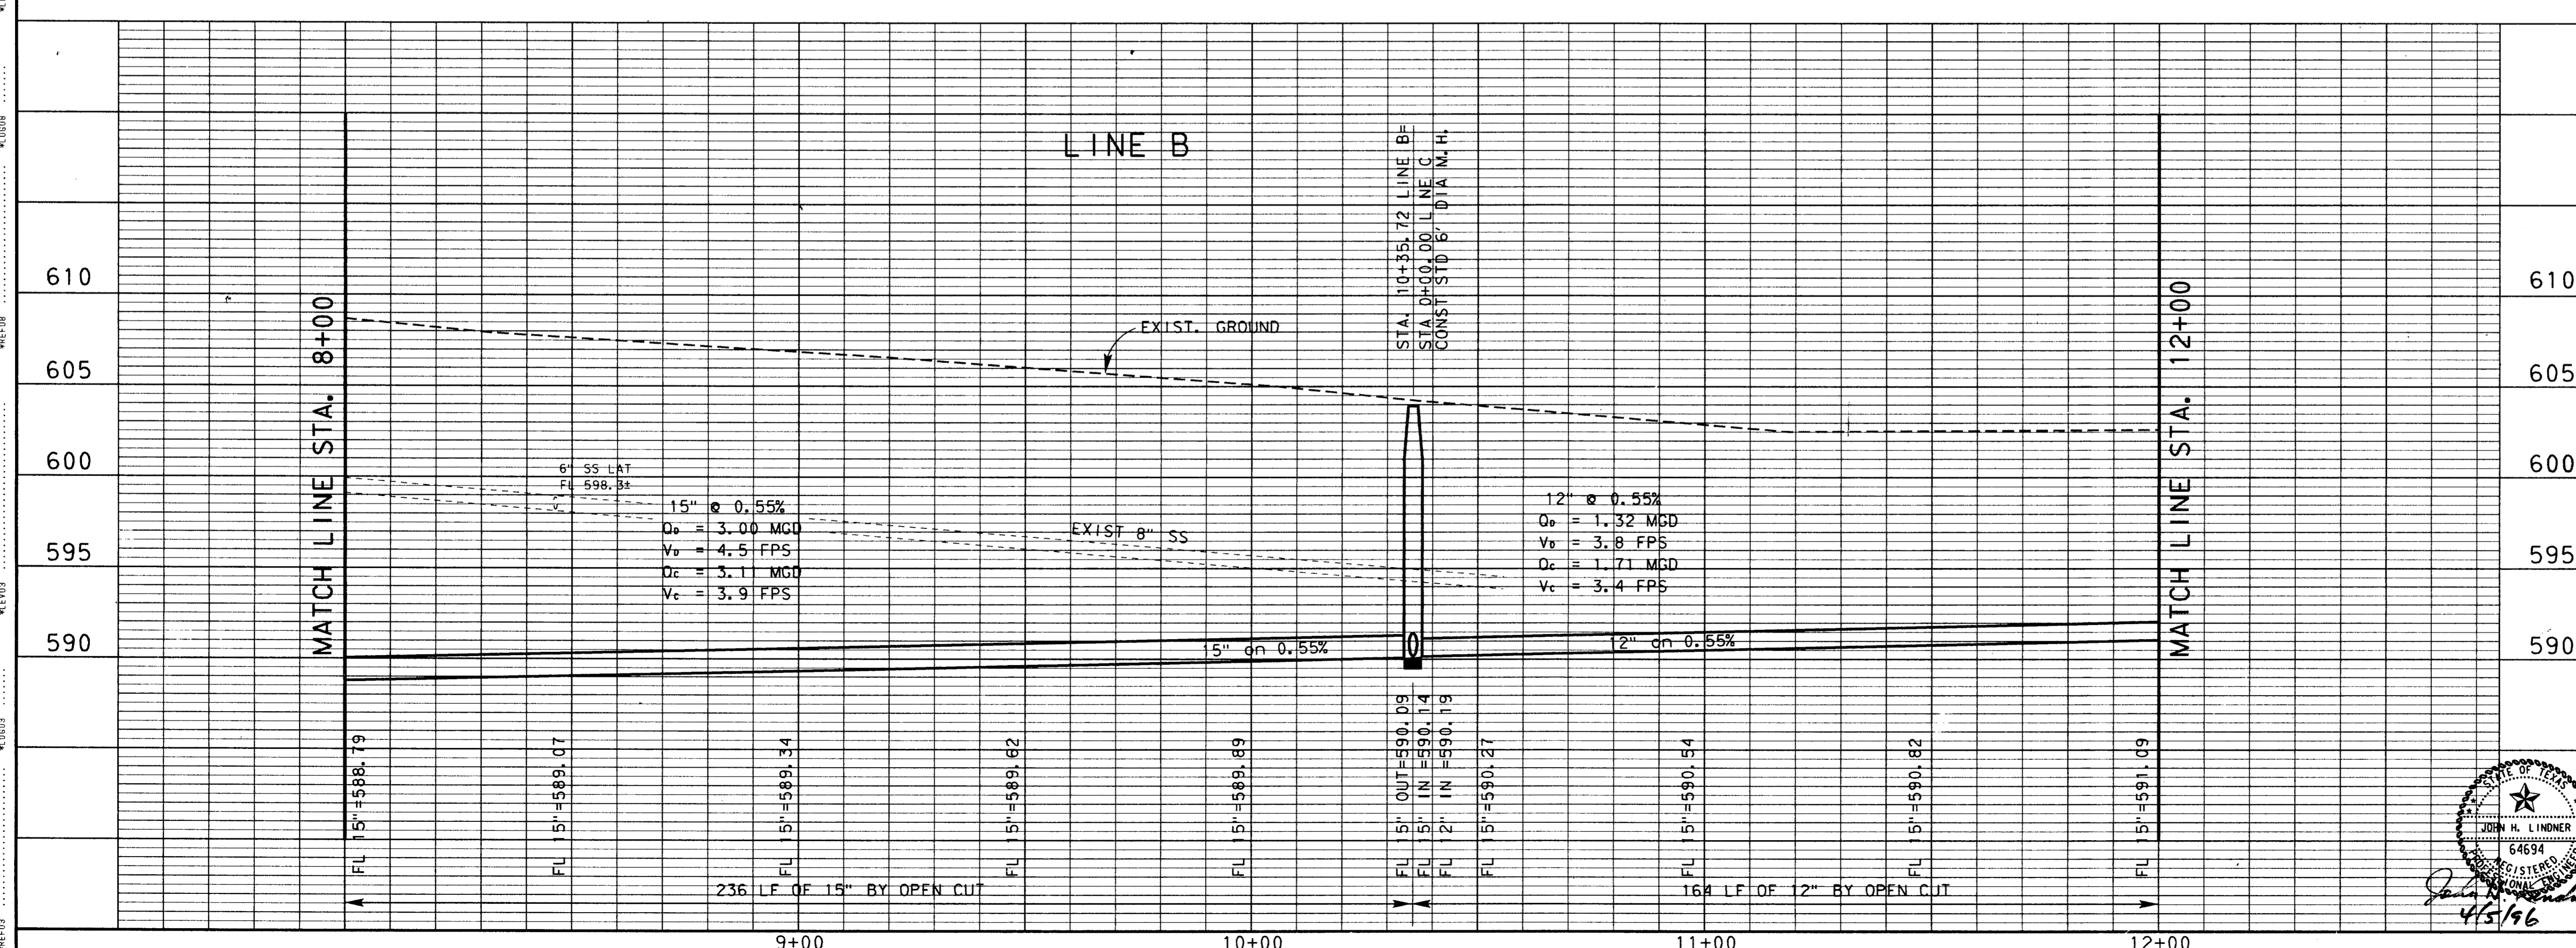 LINE B
STA. 10+35.72 LINE B=
STA 0+00.00 LINE C
CONST STD 6' DIA M.H.
610
605
600
595
590
610
605
600
595
590
MATCH LINE STA. 8+00
MATCH LINE STA. 12+00
EXIST. GROUND
6" SS LAT
FL 598.3±
15" @ 0.55%
QD = 3.00 MGD
VD = 4.5 FPS
QC = 3.11 MGD
VC = 3.9 FPS
EXIST 8" SS
12" @ 0.55%
QD = 1.32 MGD
VD = 3.8 FPS
QC = 1.71 MGD
VC = 3.4 FPS
15" on 0.55%
12" on 0.55%
FL 15"=588.79
FL 15"=589.07
FL 15"=589.34
FL 15"=589.62
FL 15"=589.89
FL 15" OUT=590.09
FL 15" IN =590.14
FL 12" IN =590.19
FL 15"=590.27
FL 15"=590.54
FL 15"=590.82
FL 15"=591.09
236 LF OF 15" BY OPEN CUT
164 LF OF 12" BY OPEN CUT
9+00
10+00
11+00
12+00
STATE OF TEXAS
JOHN H. LINDNER
64694
REGISTERED
4/5/96
*LUG08
*REF08
*LEV03
*LUG03
*REF03